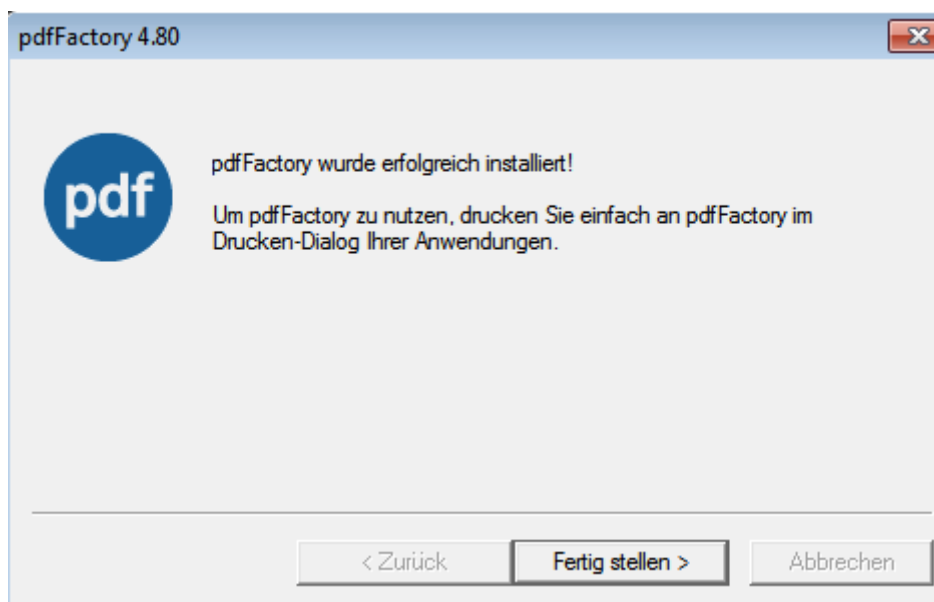 pdfFactory 4.80
pdf
pdfFactory wurde erfolgreich installiert!
Um pdfFactory zu nutzen, drucken Sie einfach an pdfFactory im
Drucken-Dialog Ihrer Anwendungen.
< Zurück
Fertig stellen >
Abbrechen